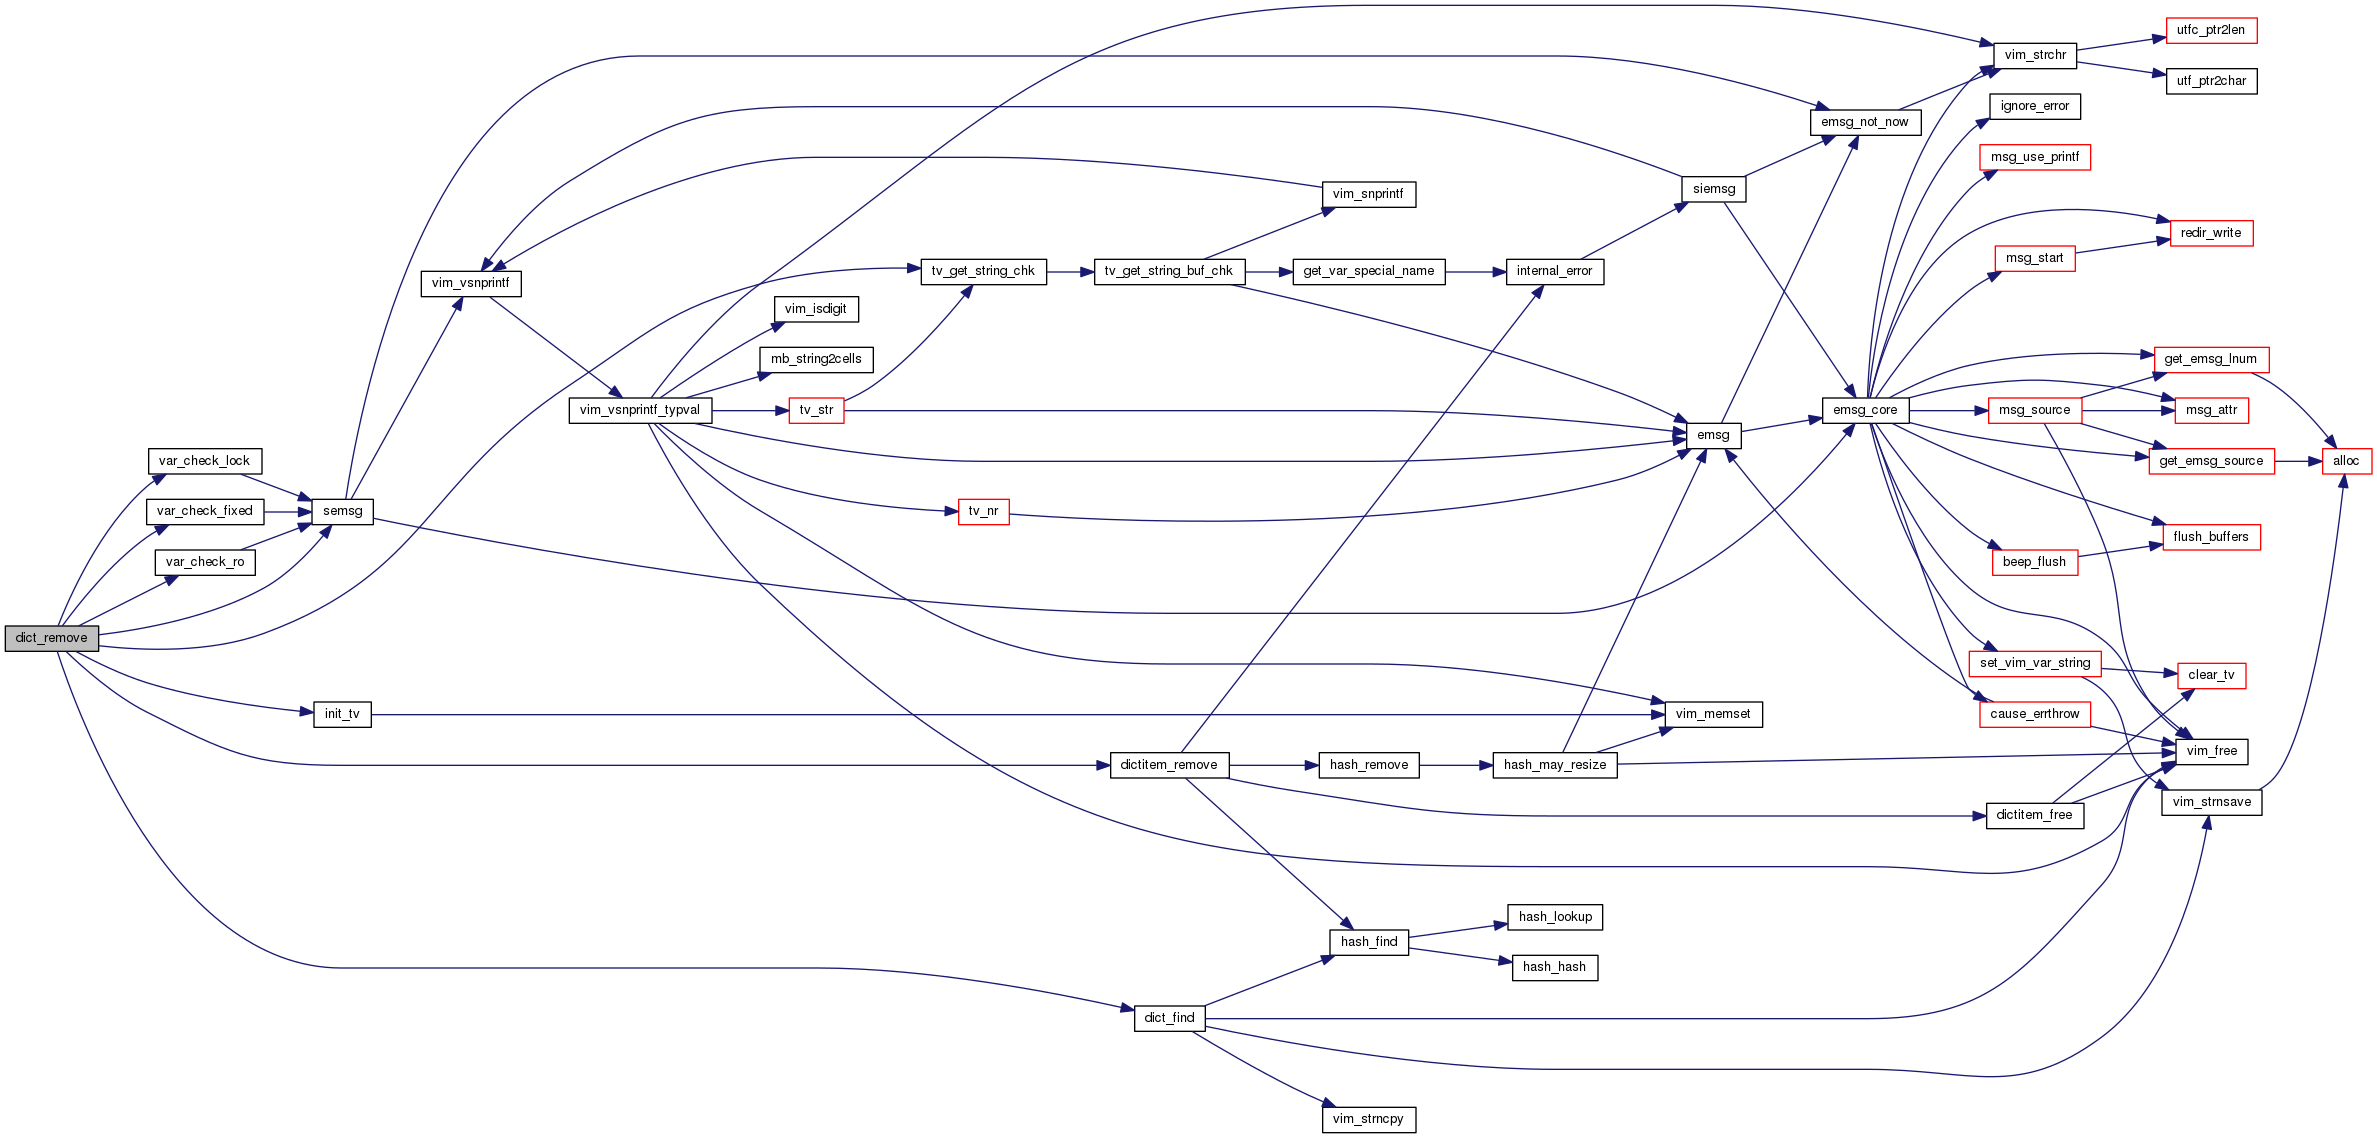 utfc_ptr2len
vim_strchr
utf_ptr2char
ignore_error
emsg_not_now
msg_use_printf
siemsg
vim_snprintf
redir_write
msg_start
tv_get_string_chk
tv_get_string_buf_chk
get_var_special_name
internal_error
vim_vsnprintf
vim_isdigit
mb_string2cells
get_emsg_lnum
vim_vsnprintf_typval
tv_str
emsg_core
msg_source
msg_attr
emsg
var_check_lock
get_emsg_source
alloc
var_check_fixed
semsg
tv_nr
flush_buffers
var_check_ro
beep_flush
dict_remove
set_vim_var_string
clear_tv
init_tv
vim_memset
cause_errthrow
vim_free
dictitem_remove
hash_remove
hash_may_resize
vim_strnsave
dictitem_free
hash_lookup
hash_find
hash_hash
dict_find
vim_strncpy